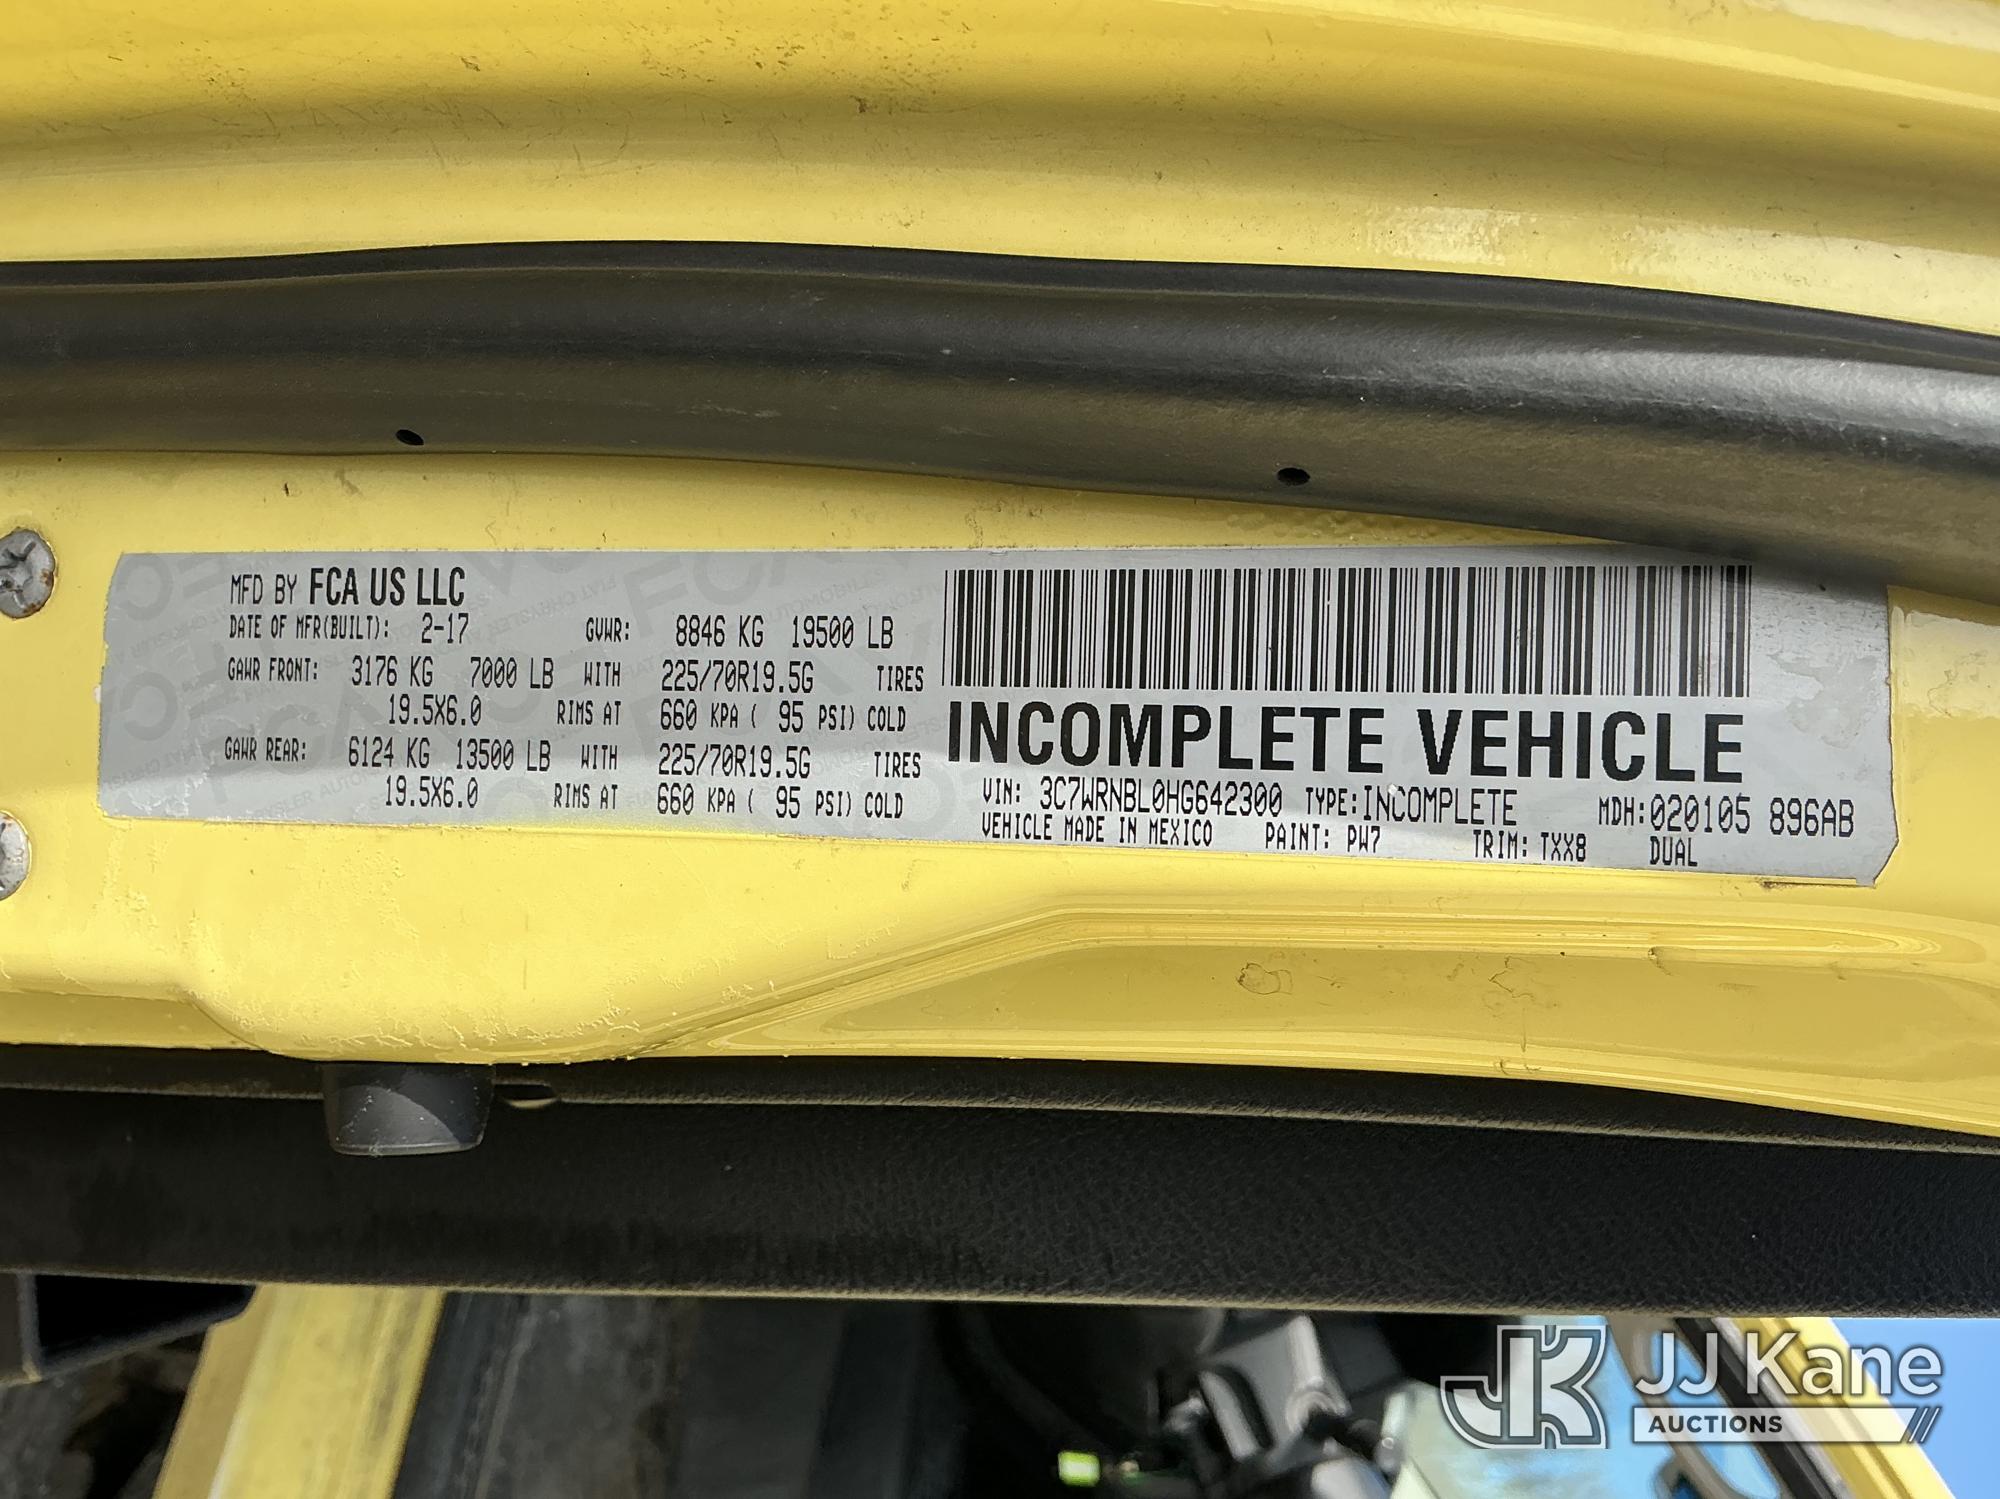 MFD BY FCA US LLC
DATE OF MFR(BUILT): 2-17 GVWR: 8846 KG 19500 LB
GAWR FRONT: 3176 KG 7000 LB WITH 225/70R19.5G TIRES
19.5X6.0 RIMS AT 660 KPA ( 95 PSI) COLD
GAWR REAR: 6124 KG 13500 LB WITH 225/70R19.5G TIRES
19.5X6.0 RIMS AT 660 KPA ( 95 PSI) COLD
INCOMPLETE VEHICLE
VIN: 3C7WRNBL0HG642300 TYPE:INCOMPLETE MDH:020105 896AB
VEHICLE MADE IN MEXICO PAINT: PW7 TRIM: TXX8 DUAL
JK JJ Kane
AUCTIONS